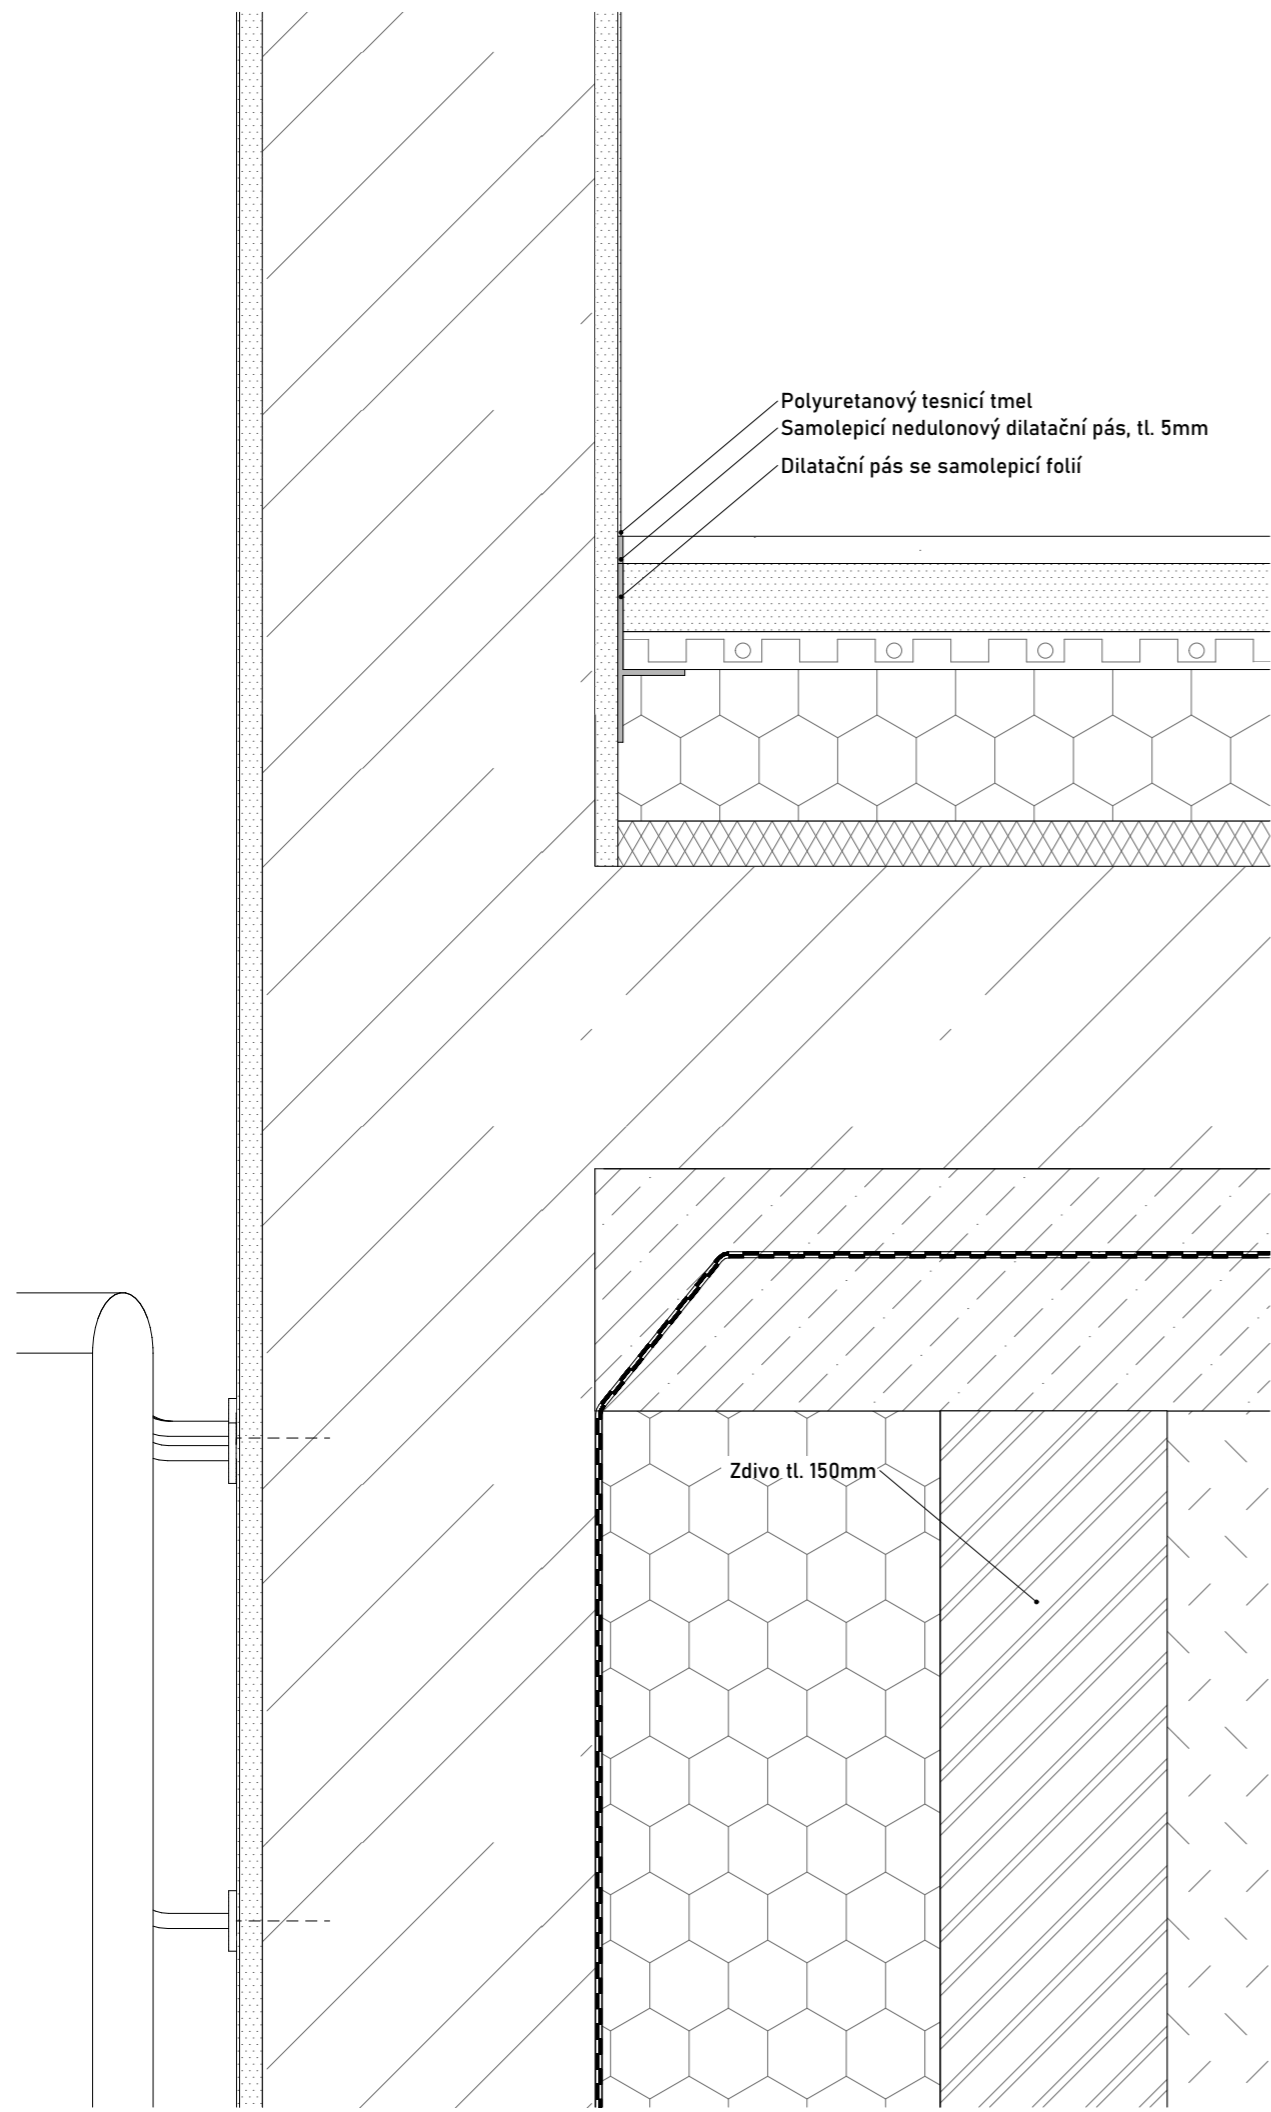 Polyuretanový tesnicí tmel
Samolepicí nedulonový dilatační pás, tl. 5mm
Dilatační pás se samolepicí folií
Zdivo tl. 150mm